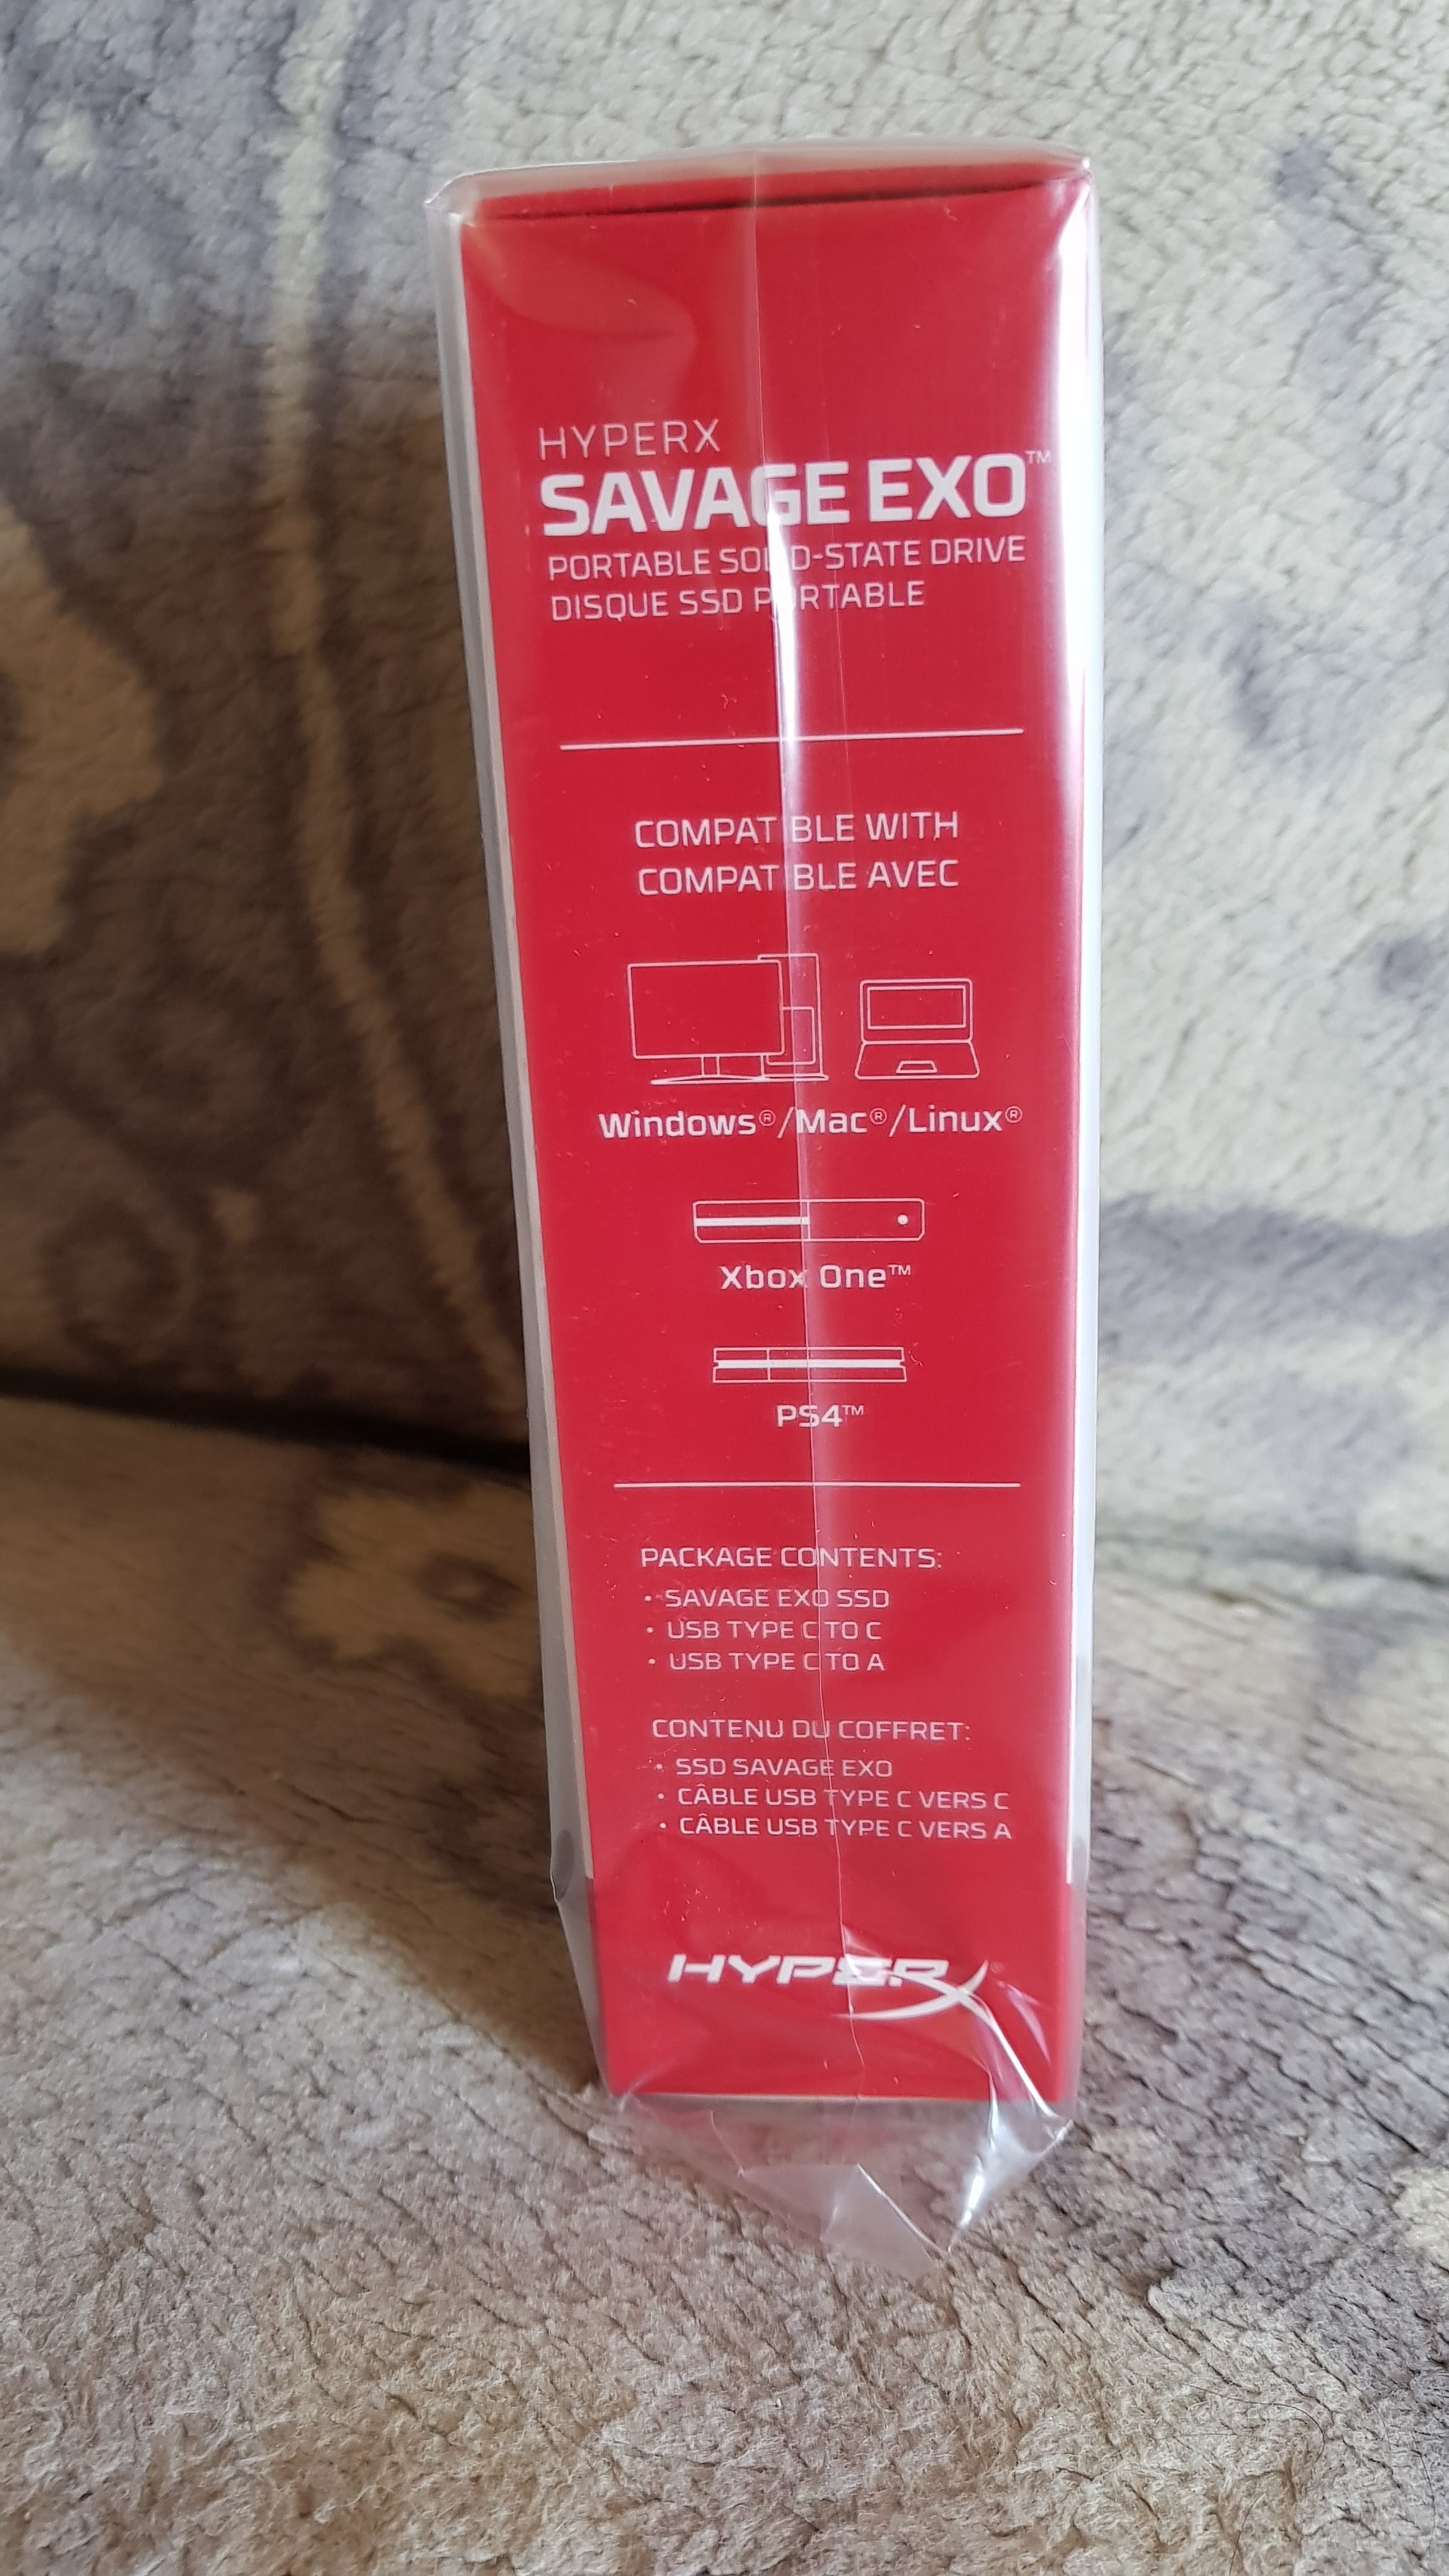 HYPERX
SAVAGE EXO™
PORTABLE SOLID-STATE DRIVE
DISQUE SSD PORTABLE
COMPATIBLE WITH
COMPATIBLE AVEC
Windows®/Mac®/Linux®
Xbox One™
PS4™
PACKAGE CONTENTS:
• SAVAGE EXO SSD
• USB TYPE C TO C
• USB TYPE C TO A
CONTENU DU COFFRET:
• SSD SAVAGE EXO
• CÂBLE USB TYPE C VERS C
• CÂBLE USB TYPE C VERS A
HYPERX